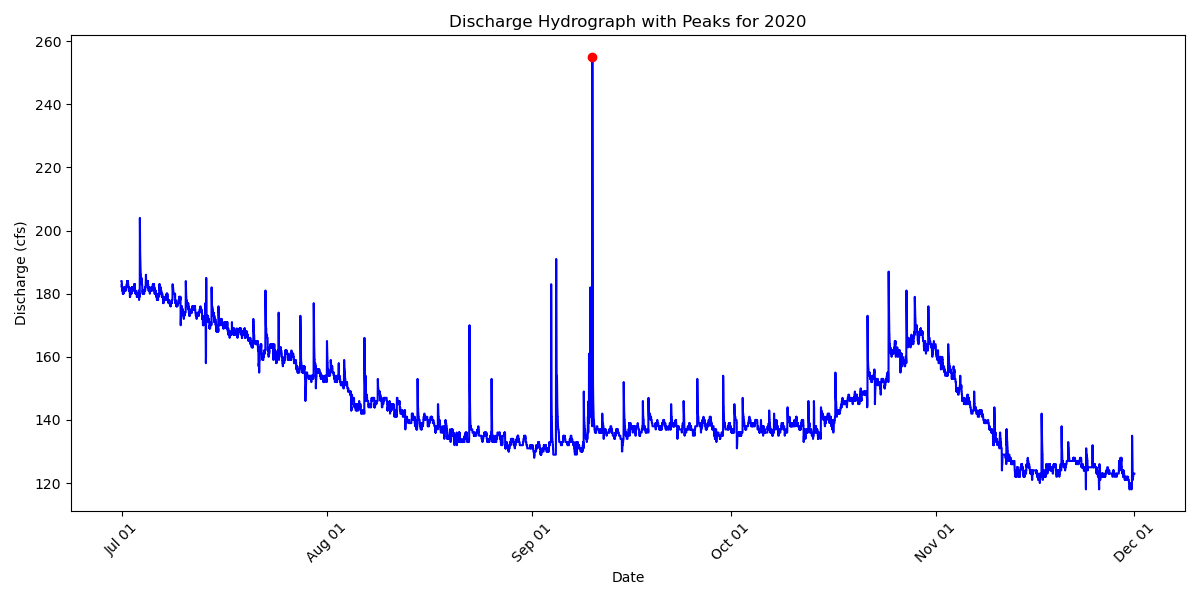 Discharge Hydrograph with Peaks for 2020
Discharge (cfs)
260
240
220
200
180
160
140
120
Jul 01
Aug 01
Sep 01
Oct 01
Nov 01
Dec 01
Date